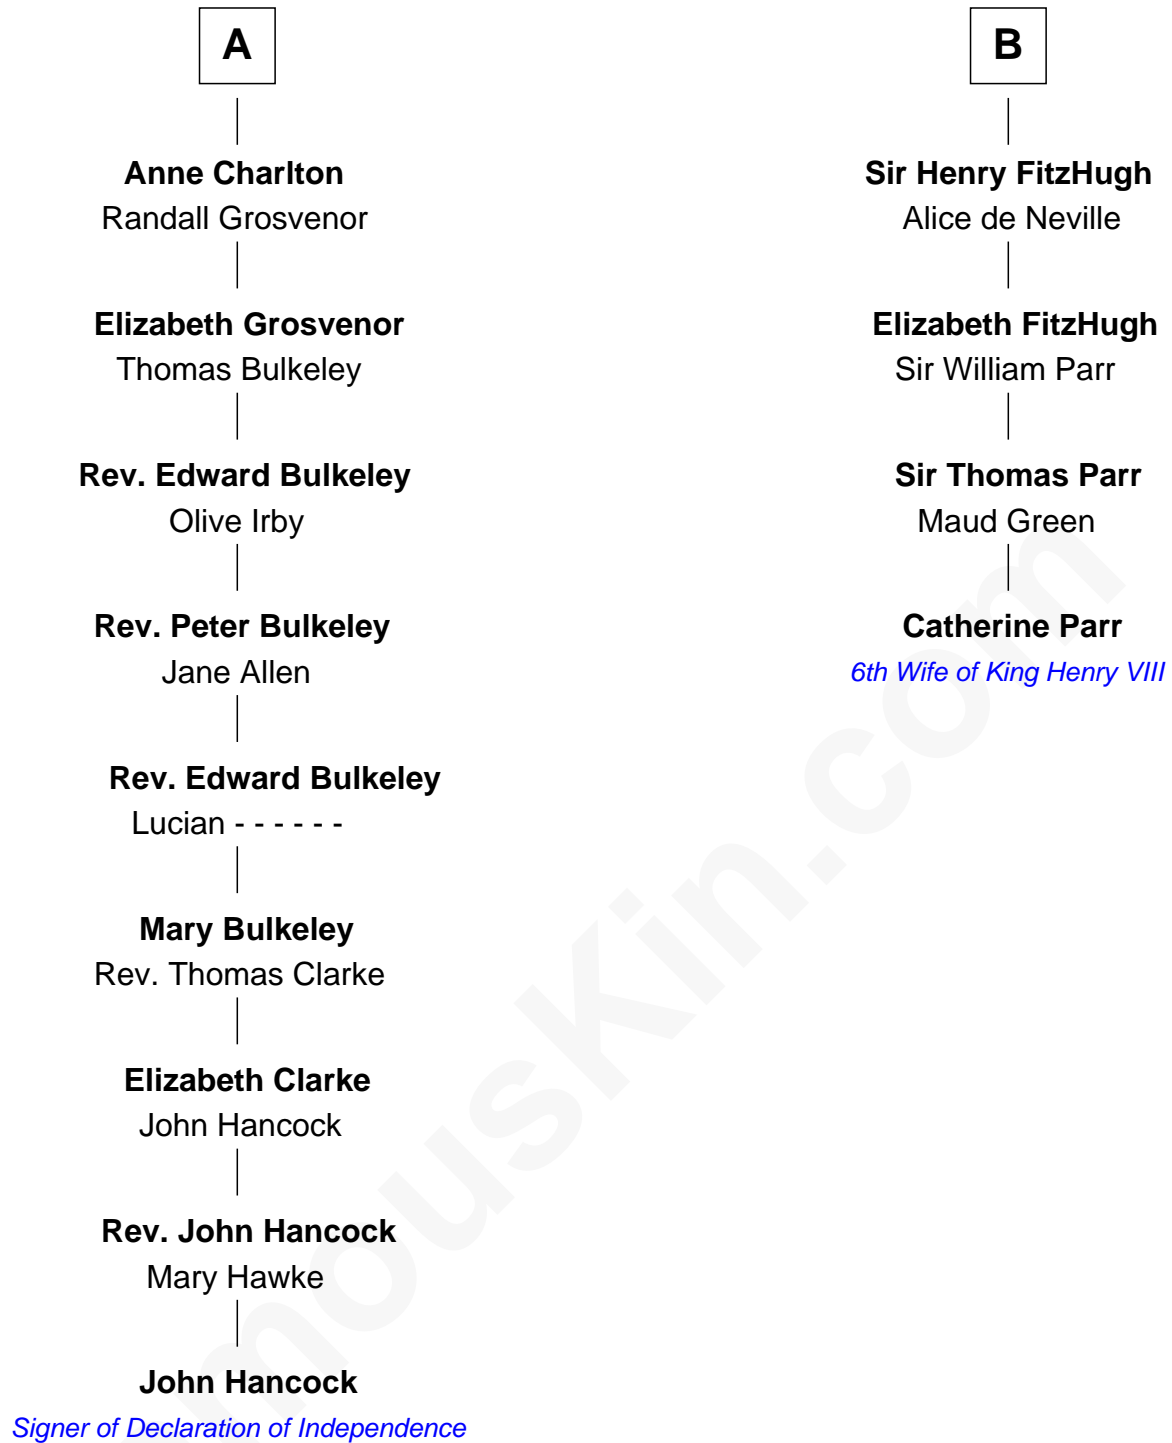 A
Anne Charlton
Randall Grosvenor
Elizabeth Grosvenor
Thomas Bulkeley
Rev. Edward Bulkeley
Olive Irby
Rev. Peter Bulkeley
Jane Allen
Rev. Edward Bulkeley
Lucian - - - - - -
Mary Bulkeley
Rev. Thomas Clarke
Elizabeth Clarke
John Hancock
Rev. John Hancock
Mary Hawke
John Hancock
Signer of Declaration of Independence
B
Sir Henry FitzHugh
Alice de Neville
Elizabeth FitzHugh
Sir William Parr
Sir Thomas Parr
Maud Green
Catherine Parr
6th Wife of King Henry VIII
mousKin.com